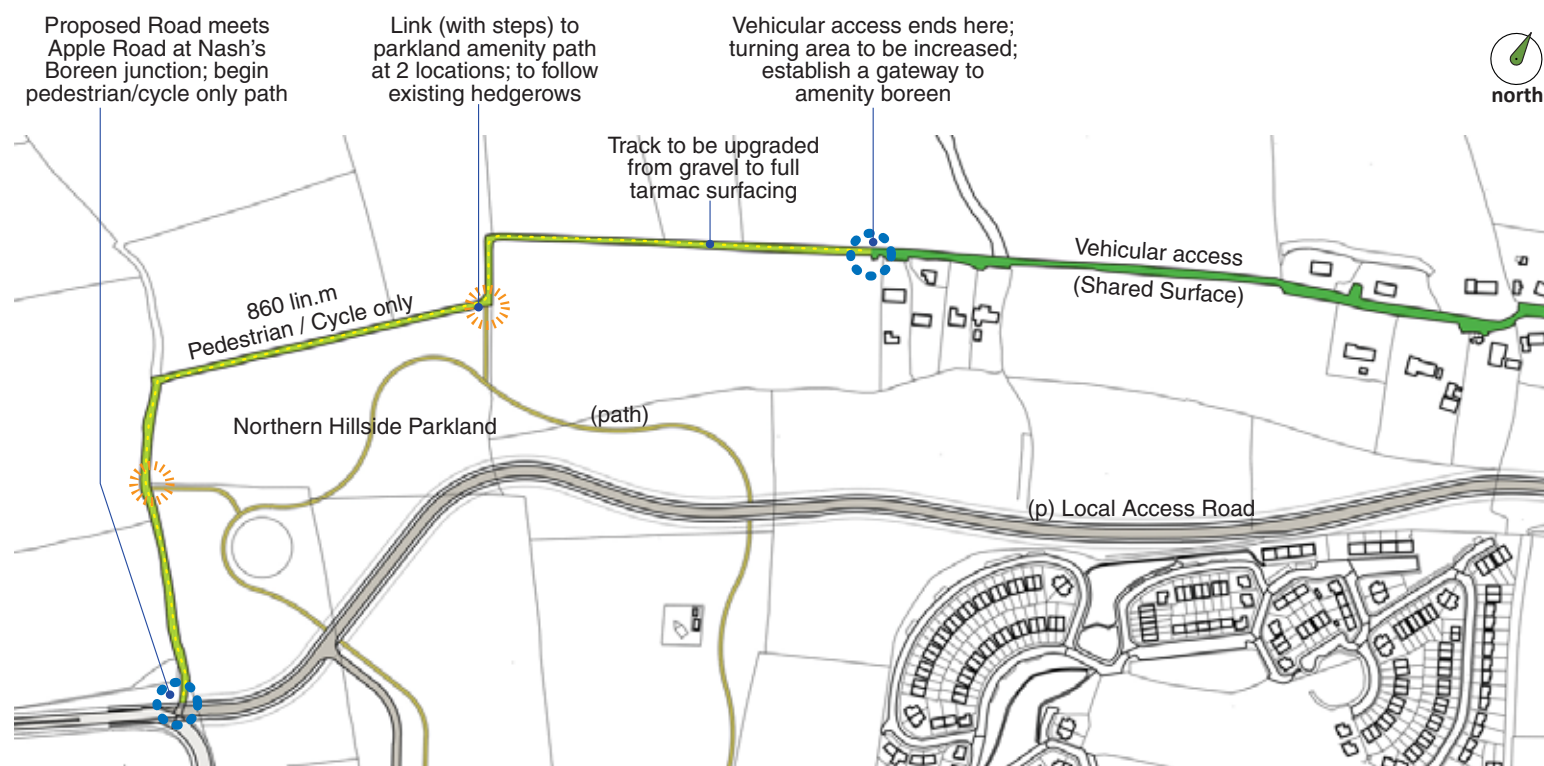 Proposed Road meets
Apple Road at Nash's
Boreen junction; begin
pedestrian/cycle only path
Link (with steps) to
parkland amenity path
at 2 locations; to follow
existing hedgerows
Vehicular access ends here;
turning area to be increased;
establish a gateway to
amenity boreen
north
Track to be upgraded
from gravel to full
tarmac surfacing
Vehicular access
(Shared Surface)
860 lin.m
Pedestrian / Cycle only
Northern Hillside Parkland
(path)
(p) Local Access Road